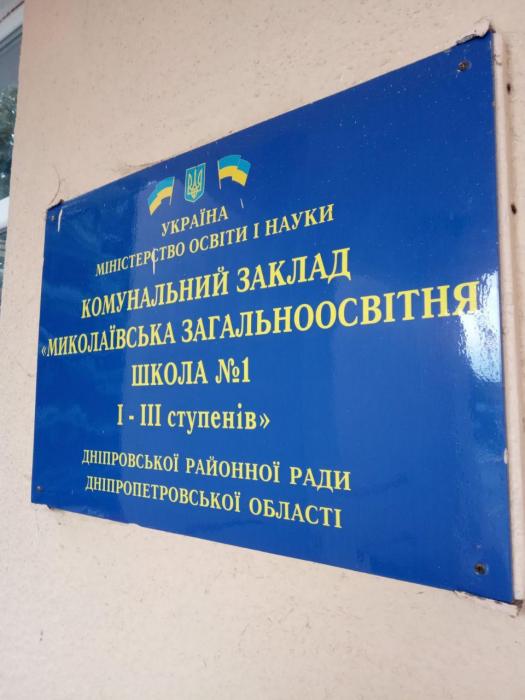 УКРАЇНА
МІНІСТЕРСТВО ОСВІТИ І НАУКИ
КОМУНАЛЬНИЙ ЗАКЛАД
«МИКОЛАЇВСЬКА ЗАГАЛЬНООСВІТНЯ
ШКОЛА №1
І - ІІІ ступенів»
ДНІПРОВСЬКОЇ РАЙОННОЇ РАДИ
ДНІПРОПЕТРОВСЬКОЇ ОБЛАСТІ